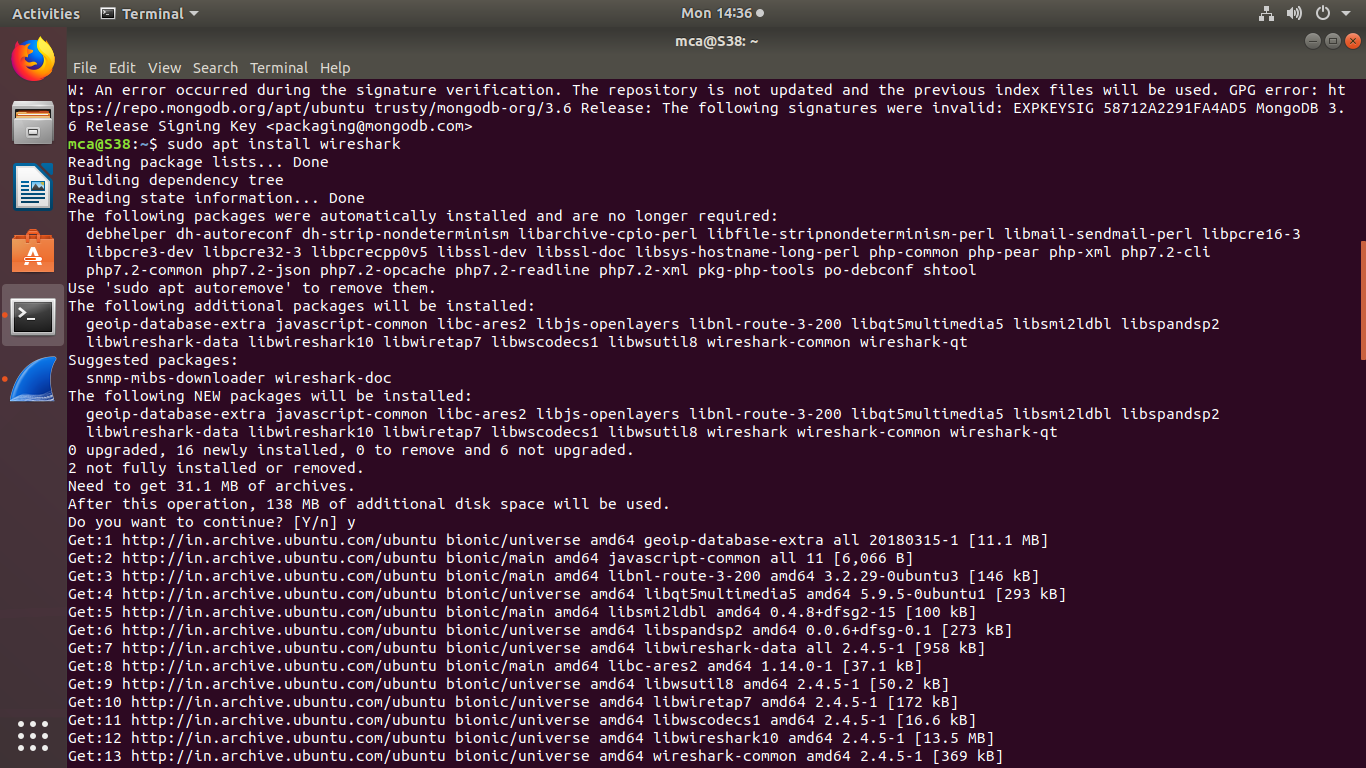 Activities Terminal Mon 14:36
mca@S38: ~
File Edit View Search Terminal Help
W: An error occurred during the signature verification. The repository is not updated and the previous index files will be used. GPG error: ht
tps://repo.mongodb.org/apt/ubuntu trusty/mongodb-org/3.6 Release: The following signatures were invalid: EXPKEYSIG 58712A2291FA4AD5 MongoDB 3.
6 Release Signing Key <packaging@mongodb.com>
mca@S38:~$ sudo apt install wireshark
Reading package lists... Done
Building dependency tree
Reading state information... Done
The following packages were automatically installed and are no longer required:
  debhelper dh-autoreconf dh-strip-nondeterminism libarchive-cpio-perl libfile-stripnondeterminism-perl libmail-sendmail-perl libpcre16-3
  libpcre3-dev libpcre32-3 libpcrecpp0v5 libssl-dev libssl-doc libsys-hostname-long-perl php-common php-pear php-xml php7.2-cli
  php7.2-common php7.2-json php7.2-opcache php7.2-readline php7.2-xml pkg-php-tools po-debconf shtool
Use 'sudo apt autoremove' to remove them.
The following additional packages will be installed:
  geoip-database-extra javascript-common libc-ares2 libjs-openlayers libnl-route-3-200 libqt5multimedia5 libsmi2ldbl libspandsp2
  libwireshark-data libwireshark10 libwiretap7 libwscodecs1 libwsutil8 wireshark-common wireshark-qt
Suggested packages:
  snmp-mibs-downloader wireshark-doc
The following NEW packages will be installed:
  geoip-database-extra javascript-common libc-ares2 libjs-openlayers libnl-route-3-200 libqt5multimedia5 libsmi2ldbl libspandsp2
  libwireshark-data libwireshark10 libwiretap7 libwscodecs1 libwsutil8 wireshark wireshark-common wireshark-qt
0 upgraded, 16 newly installed, 0 to remove and 6 not upgraded.
2 not fully installed or removed.
Need to get 31.1 MB of archives.
After this operation, 138 MB of additional disk space will be used.
Do you want to continue? [Y/n] y
Get:1 http://in.archive.ubuntu.com/ubuntu bionic/universe amd64 geoip-database-extra all 20180315-1 [11.1 MB]
Get:2 http://in.archive.ubuntu.com/ubuntu bionic/main amd64 javascript-common all 11 [6,066 B]
Get:3 http://in.archive.ubuntu.com/ubuntu bionic/main amd64 libnl-route-3-200 amd64 3.2.29-0ubuntu3 [146 kB]
Get:4 http://in.archive.ubuntu.com/ubuntu bionic/universe amd64 libqt5multimedia5 amd64 5.9.5-0ubuntu1 [293 kB]
Get:5 http://in.archive.ubuntu.com/ubuntu bionic/main amd64 libsmi2ldbl amd64 0.4.8+dfsg2-15 [100 kB]
Get:6 http://in.archive.ubuntu.com/ubuntu bionic/universe amd64 libspandsp2 amd64 0.0.6+dfsg-0.1 [273 kB]
Get:7 http://in.archive.ubuntu.com/ubuntu bionic/universe amd64 libwireshark-data all 2.4.5-1 [958 kB]
Get:8 http://in.archive.ubuntu.com/ubuntu bionic/main amd64 libc-ares2 amd64 1.14.0-1 [37.1 kB]
Get:9 http://in.archive.ubuntu.com/ubuntu bionic/universe amd64 libwsutil8 amd64 2.4.5-1 [50.2 kB]
Get:10 http://in.archive.ubuntu.com/ubuntu bionic/universe amd64 libwiretap7 amd64 2.4.5-1 [172 kB]
Get:11 http://in.archive.ubuntu.com/ubuntu bionic/universe amd64 libwscodecs1 amd64 2.4.5-1 [16.6 kB]
Get:12 http://in.archive.ubuntu.com/ubuntu bionic/universe amd64 libwireshark10 amd64 2.4.5-1 [13.5 MB]
Get:13 http://in.archive.ubuntu.com/ubuntu bionic/universe amd64 wireshark-common amd64 2.4.5-1 [369 kB]